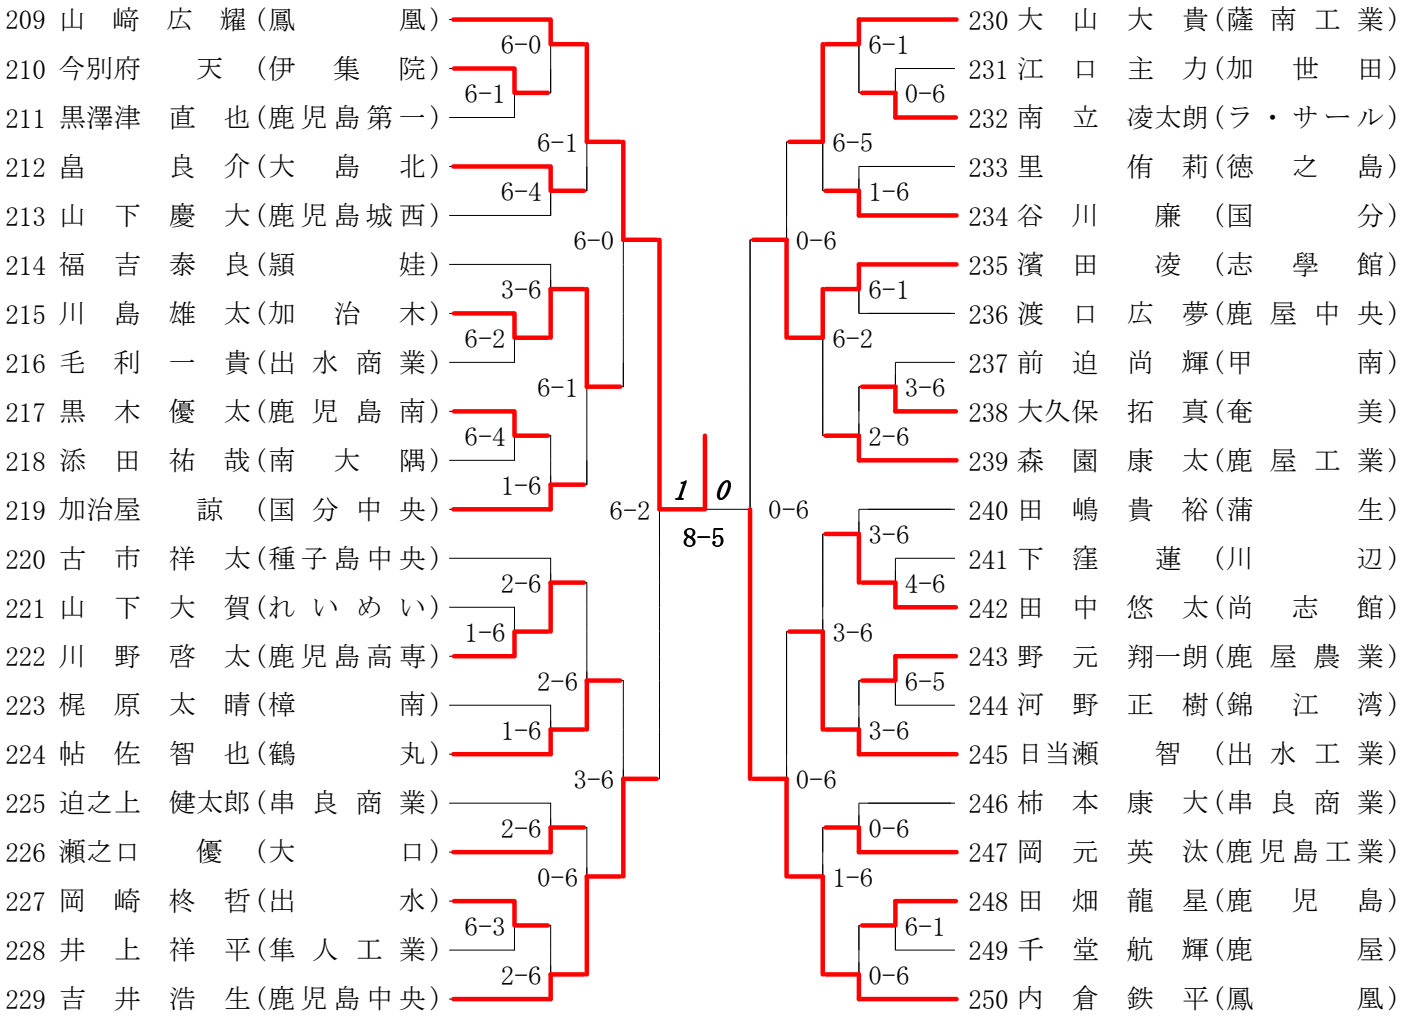 209 山﨑 広耀(鳳凰)
6-0
210 今別府 天(伊集院)
6-1
211 黒澤津 直也(鹿児島第一)
6-1
212 畠 良介(大島北)
6-4
213 山下 慶大(鹿児島城西)
6-0
214 福吉 泰良(頴娃)
3-6
215 川島 雄太(加治木)
6-2
216 毛利 一貴(出水商業)
6-1
217 黒木 優太(鹿児島南)
6-4
218 添田 祐哉(南大隅)
1-6
219 加治屋 諒(国分中央)
6-2
220 古市 祥太(種子島中央)
2-6
221 山下 大賀(れいめい)
1-6
222 川野 啓太(鹿児島高専)
2-6
223 梶原 太晴(樟南)
1-6
224 帖佐 智也(鶴丸)
3-6
225 迫之上 健太郎(串良商業)
2-6
226 瀬之口 優(大口)
0-6
227 岡崎 柊哲(出水)
6-3
228 井上 祥平(隼人工業)
2-6
229 吉井 浩生(鹿児島中央)
1 0
8-5
230 大山 大貴(薩南工業)
6-1
231 江口 主力(加世田)
0-6
232 南立 凌太朗(ラ・サール)
6-5
233 里 侑莉(徳之島)
1-6
234 谷川 廉(国分)
0-6
235 濱田 凌(志學館)
6-1
236 渡口 広夢(鹿屋中央)
6-2
237 前迫 尚輝(甲南)
3-6
238 大久保 拓真(奄美)
2-6
239 森園 康太(鹿屋工業)
0-6
240 田嶋 貴裕(蒲生)
3-6
241 下窪 蓮(川辺)
4-6
242 田中 悠太(尚志館)
3-6
243 野元 翔一朗(鹿屋農業)
6-5
244 河野 正樹(錦江湾)
3-6
245 日当瀬 智(出水工業)
0-6
246 柿本 康大(串良商業)
0-6
247 岡元 英汰(鹿児島工業)
1-6
248 田畑 龍星(鹿児島)
6-1
249 千堂 航輝(鹿屋)
0-6
250 内倉 鉄平(鳳凰)